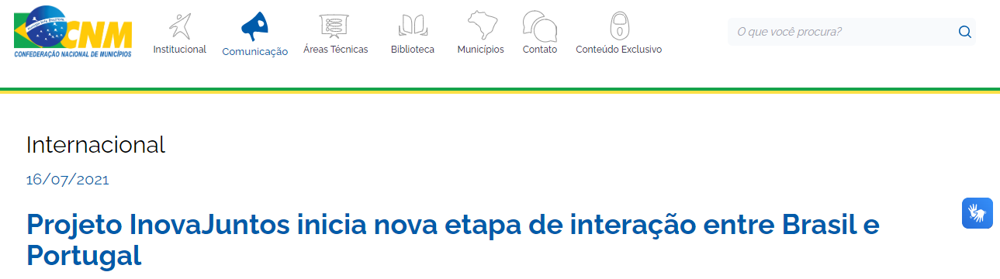 CNM
CONFEDERAÇÃO NACIONAL DE MUNICÍPIOS
Institucional
Comunicação
Áreas Técnicas
Biblioteca
Municípios
Contato
Conteúdo Exclusivo
O que você procura?
Internacional
16/07/2021
Projeto InovaJuntos inicia nova etapa de interação entre Brasil e
Portugal